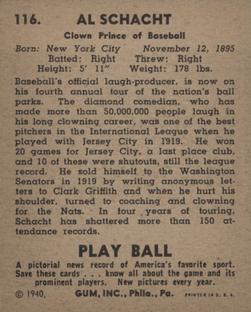 116. AL SCHACHT
Clown Prince of Baseball
Born: New York City November 12, 1895
Batted: Right Threw: Right
Height: 5' 11" Weight: 178 lbs.
Baseball's official laugh-producer, is now on
his fourth annual tour of the nation's ball
parks. The diamond comedian, who has
made more than 50,000,000 people laugh in
his long clowning career, was one of the best
pitchers in the International League when he
played with Jersey City in 1919. He won
20 games for Jersey City, a last place club,
and 10 of these were shutouts, still the league
record. He sold himself to the Washington
Senators in 1919 by writing anonymous let-
ters to Clark Griffith and when he hurt his
shoulder, turned to coaching and clowning
for the Nats. In four years of touring,
Schacht has shattered more than 150 at-
tendance records.
PLAY BALL
A pictorial news record of America's favorite sport.
Save these cards . . . know all about the game and its
prominent players. New pictures every year.
© 1940, GUM, INC., Phila., Pa. PRINTED IN U. S. A.